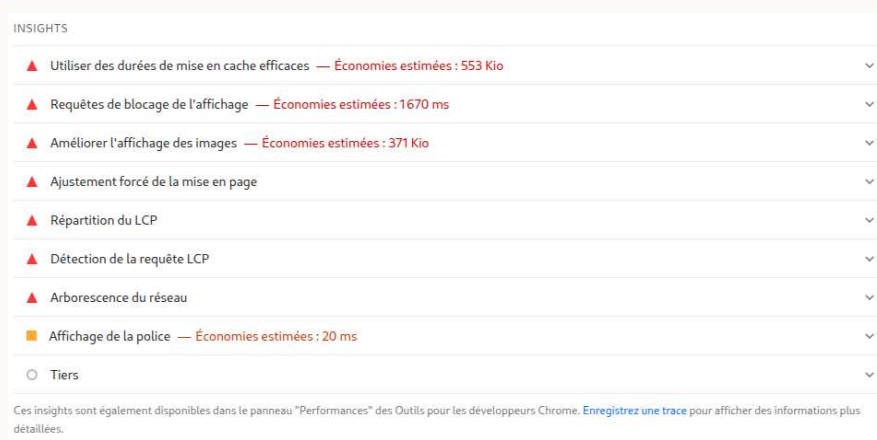 INSIGHTS
Utiliser des durées de mise en cache efficaces — Économies estimées : 553 Kio
Requêtes de blocage de l'affichage — Économies estimées : 1 670 ms
Améliorer l'affichage des images — Économies estimées : 371 Kio
Ajustement forcé de la mise en page
Répartition du LCP
Détection de la requête LCP
Arborescence du réseau
Affichage de la police — Économies estimées : 20 ms
Tiers
Ces insights sont également disponibles dans le panneau "Performances" des Outils pour les développeurs Chrome. Enregistrez une trace pour afficher des informations plus
détaillées.